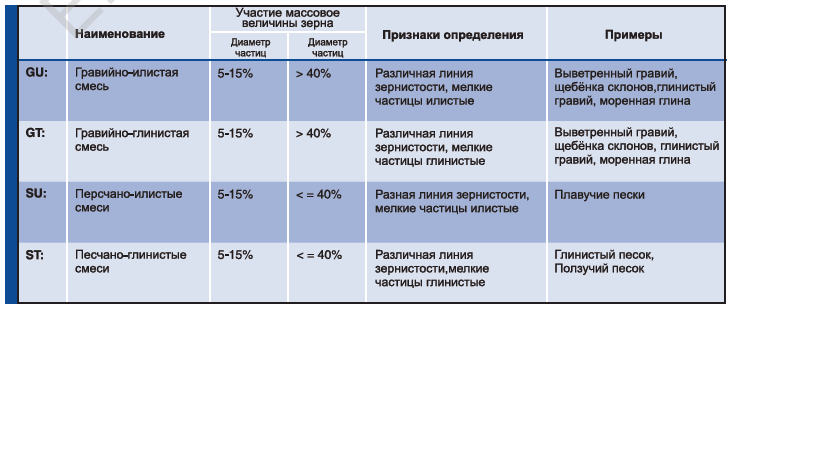 Участие массовое
величины зерна
Наименование
Диаметр
частиц
Диаметр
частиц
Признаки определения
Примеры
GU:
Гравийно-илистая
смесь
5-15%
> 40%
Различная линия
зернистости, мелкие
частицы илистые
Выветренный гравий,
щебёнка склонов,глинистый
гравий, моренная глина
GT:
Гравийно-глинистая
смесь
5-15%
> 40%
Различная линия
зернистости, мелкие
частицы глинистые
Выветренный гравий,
щебёнка склонов, глинистый
гравий, моренная глина
SU:
Персчано-илистые
смеси
5-15%
< = 40%
Разная линия зернистости,
мелкие частицы илистые
Плавучие пески
ST:
Песчано-глинистые
смеси
5-15%
< = 40%
Различная линия
зернистости,мелкие
частицы глинистые
Глинистый песок,
Ползучий песок